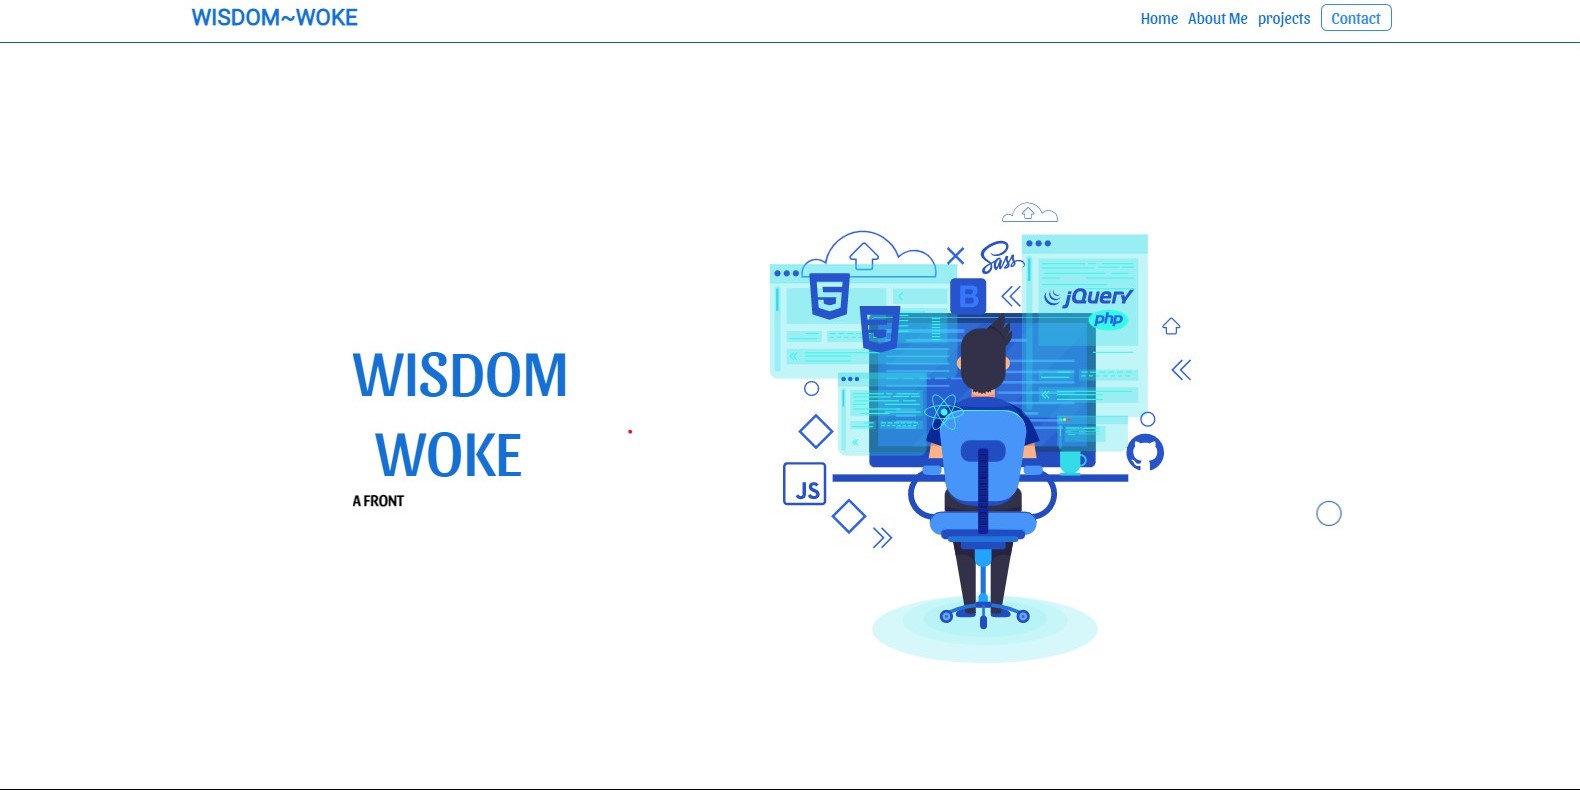 WISDOM~WOKE
Home About Me projects Contact
Sass
B
jQuery
php
WISDOM
WOKE
A FRONT
JS